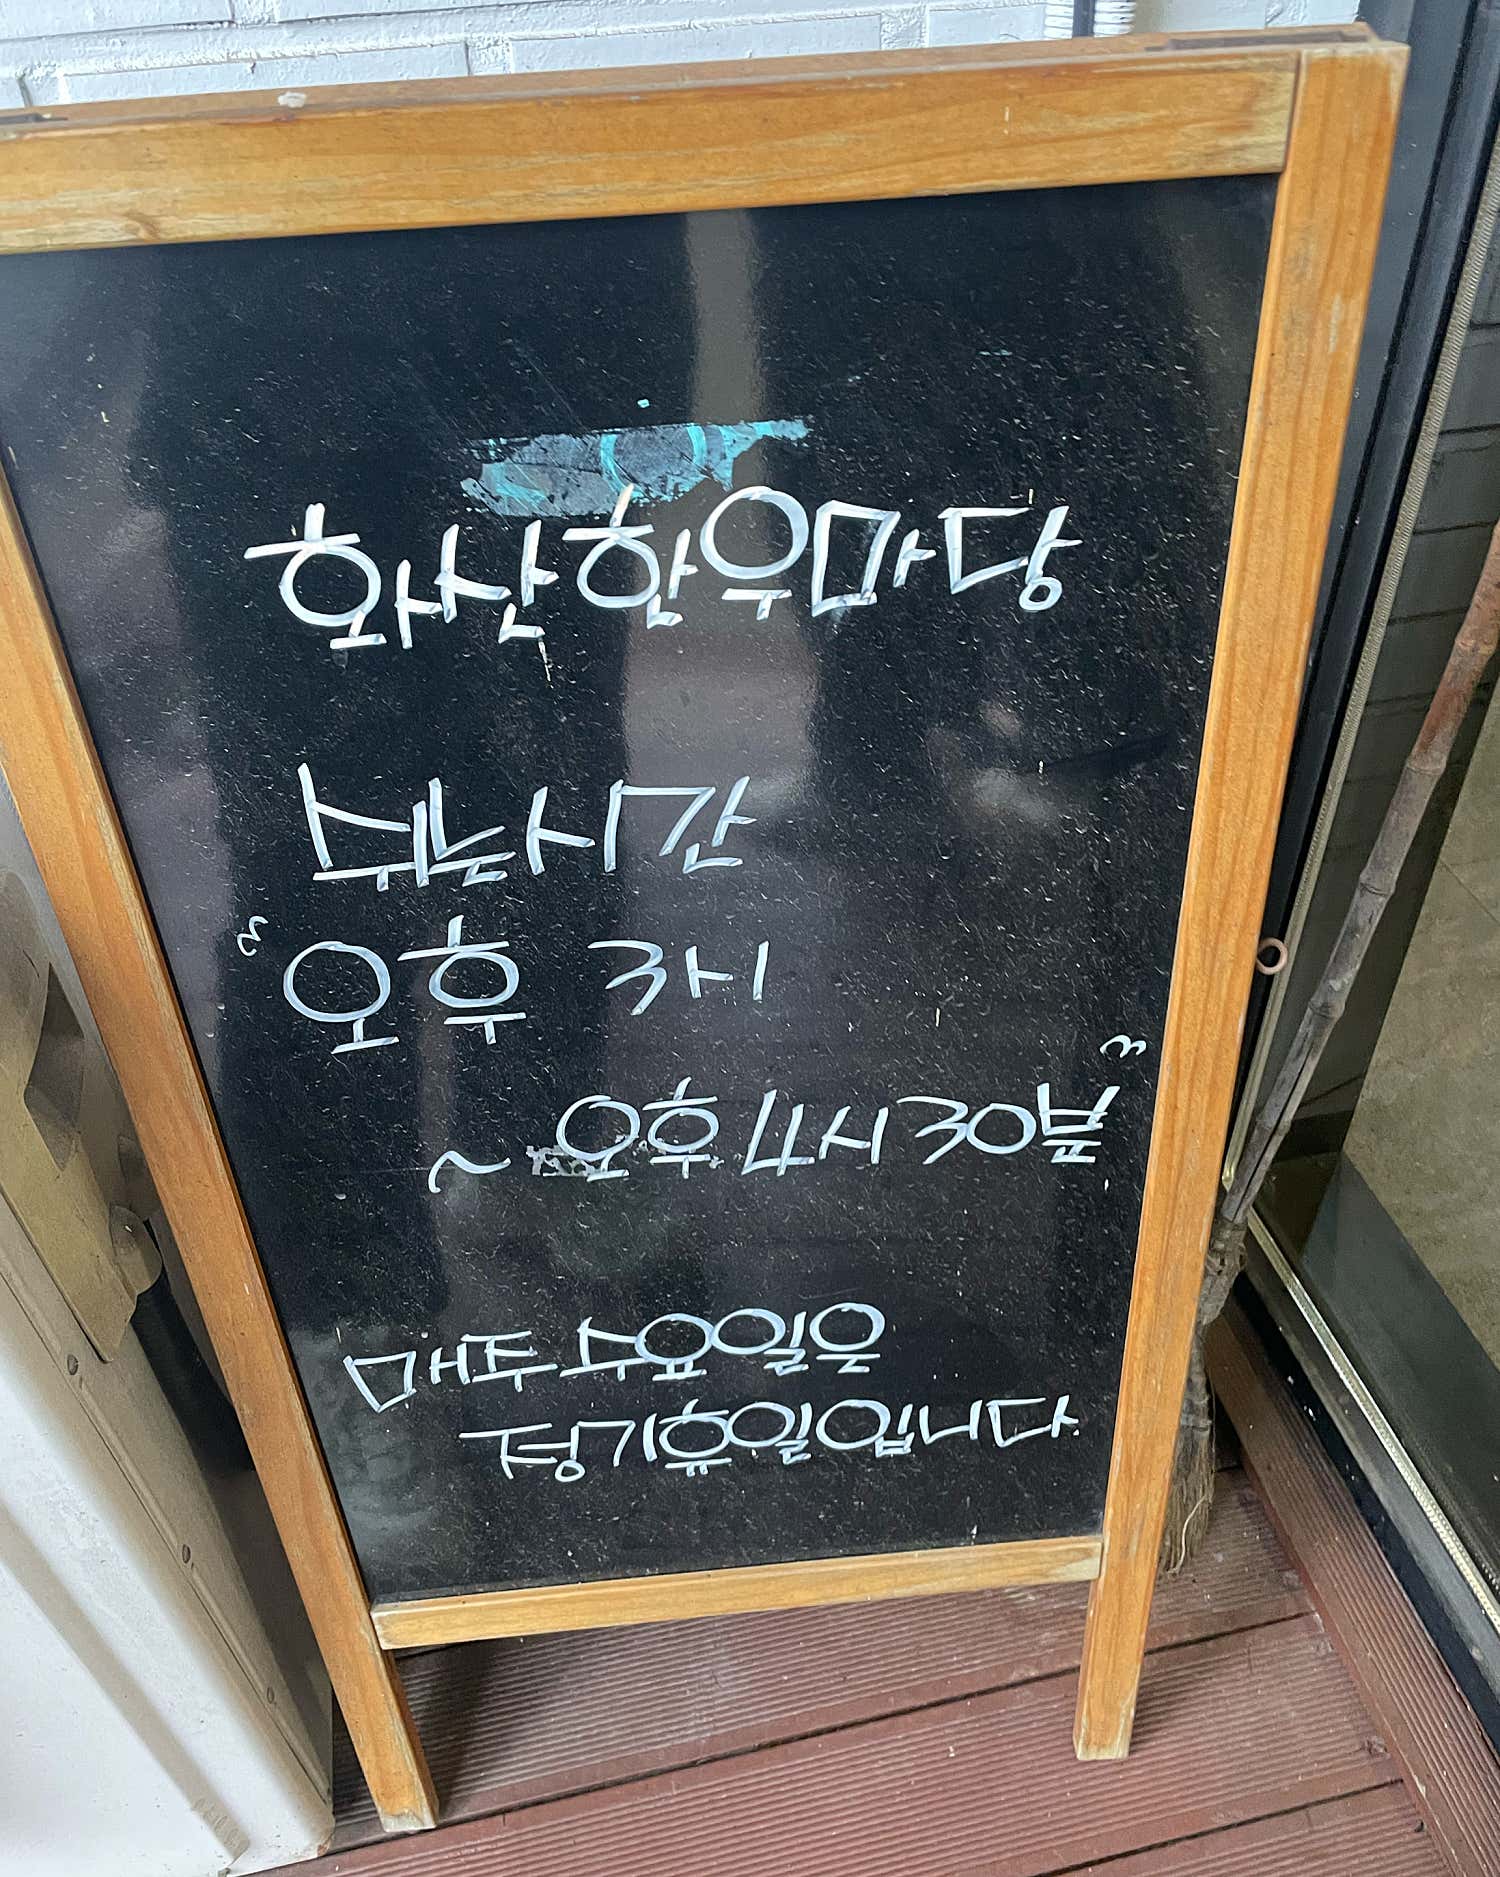 화산한우마당
쉬는시간
"오후 3시
~ 오후 4시 30분"
매주 수요일은
정기휴일입니다.